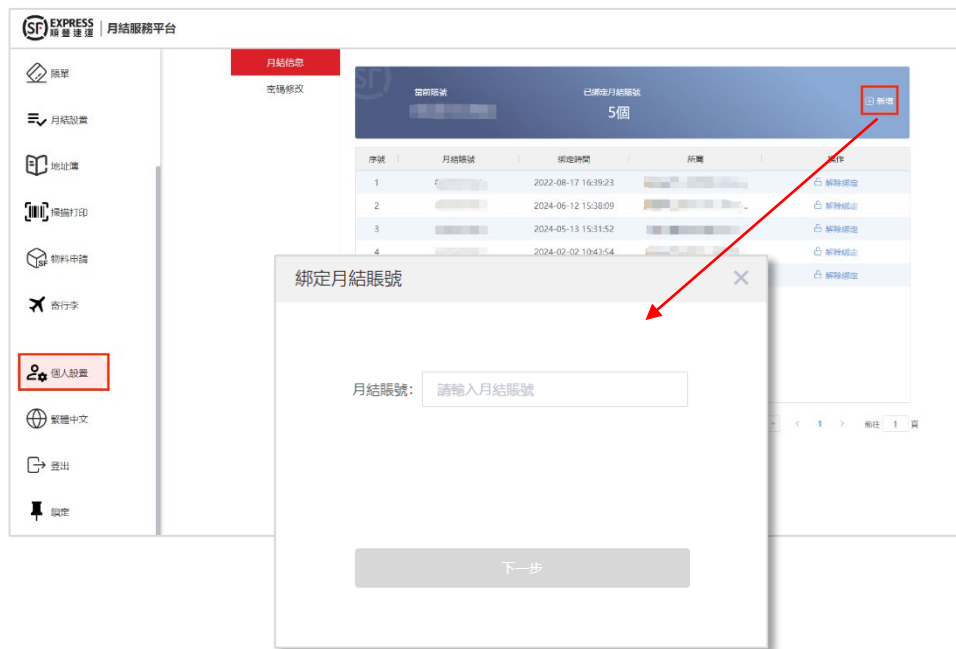 SF EXPRESS
順豐速運
月結服務平台
賬單
月結設置
地址簿
掃描打印
SF 物料申請
寄行李
個人設置
繁體中文
登出
鎖定
月結信息
密碼修改
SF
當前賬號
已綁定月結賬號
5個
新增
序號 月結賬號 綁定時間 所屬 操作
1 2022-08-17 16:39:23 解除綁定
2 2024-06-12 15:38:09 解除綁定
3 2024-05-13 15:31:52 解除綁定
4 2024-02-02 10:43:54 解除綁定
解除綁定
< 1 > 前往 1 頁
綁定月結賬號
月結賬號: 請輸入月結賬號
下一步